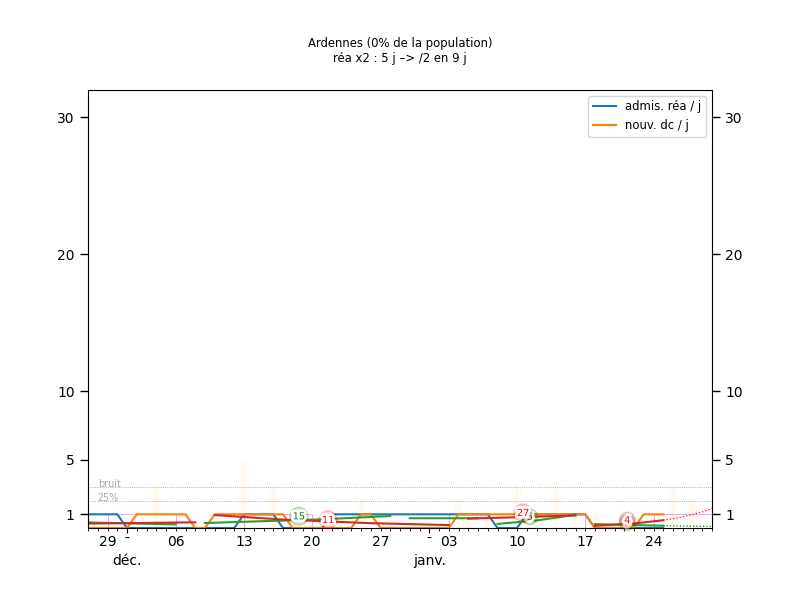 Ardennes (0% de la population)
réa x2 : 5 j –> /2 en 9 j
admis. réa / j
nouv. dc / j
30 30
20 20
10 10
5 5
bruit
25%
1 15 11 27 4 1
29 - 06 13 20 27 - 03 10 17 24
déc. janv.